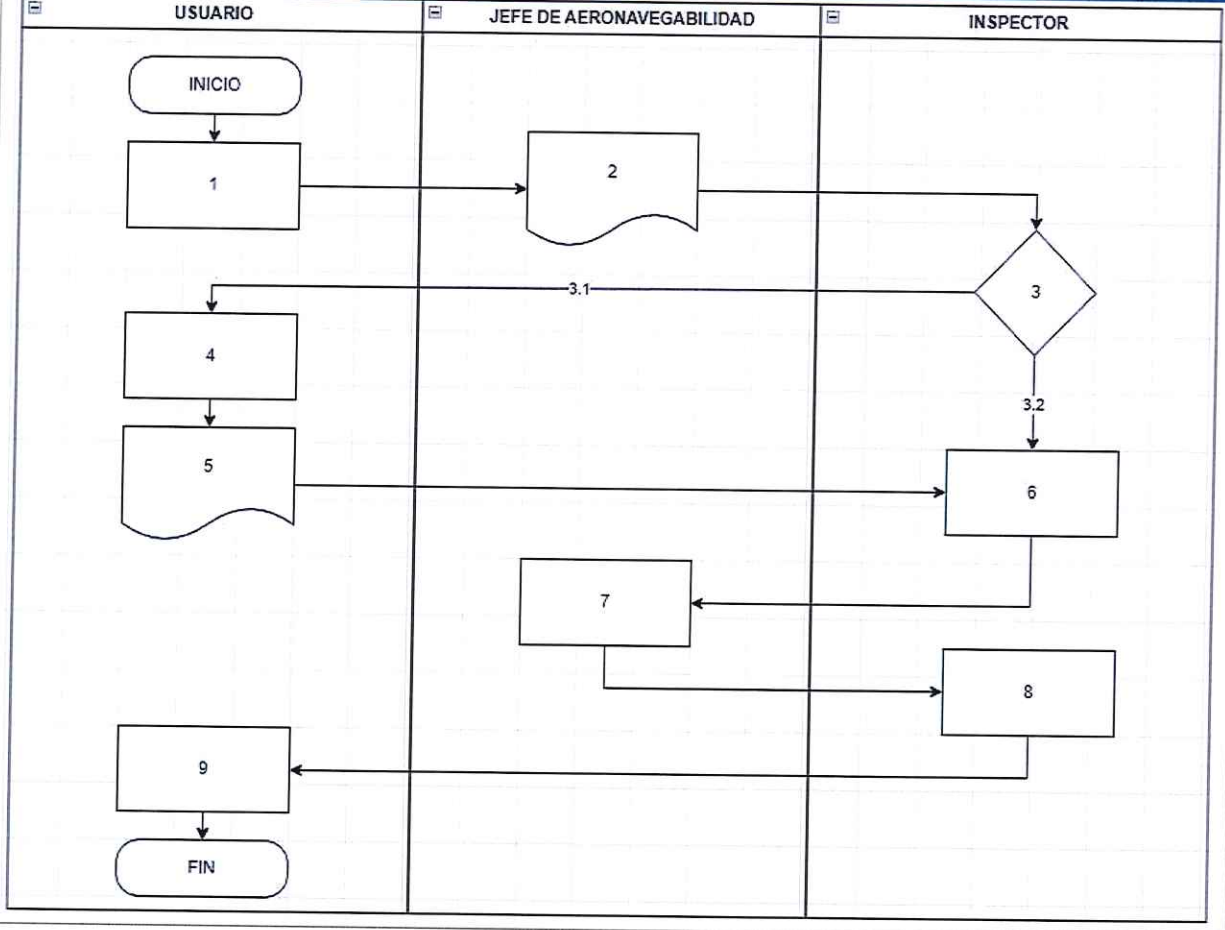 USUARIO
JEFE DE AERONAVEGABILIDAD
INSPECTOR
INICIO
1
2
3
3.1
4
3.2
5
6
7
8
9
FIN